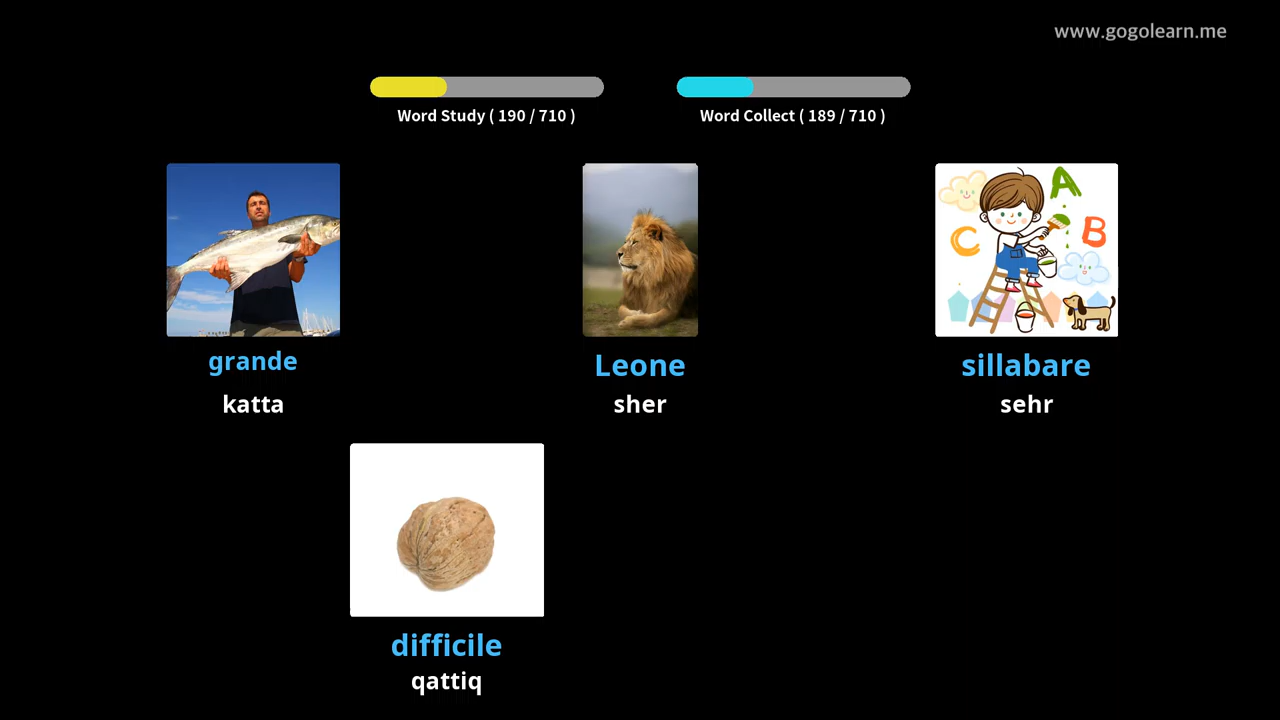 www.gogolearn.me
Word Study ( 190 / 710 )
Word Collect ( 189 / 710 )
A
B
C
grande
katta
Leone
sher
sillabare
sehr
difficile
qattiq